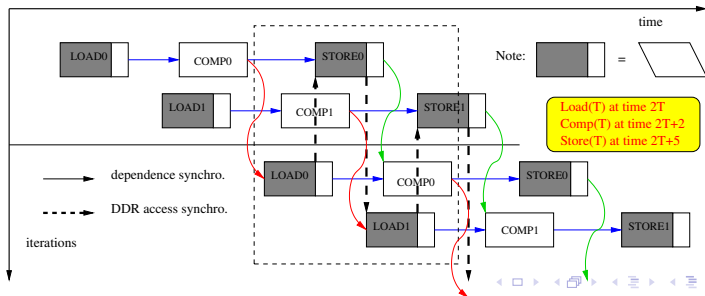 time
LOAD0
COMP0
STORE0
Note:
=
LOAD1
COMP1
STORE1
Load(T) at time 2T
Comp(T) at time 2T+2
Store(T) at time 2T+5
LOAD0
COMP0
STORE0
dependence synchro.
DDR access synchro.
LOAD1
COMP1
STORE1
iterations